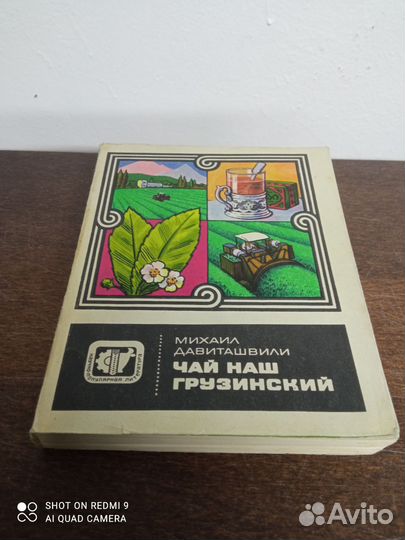 МИХАИЛ
ДАВИТАШВИЛИ
ЧАЙ НАШ
ГРУЗИНСКИЙ
SHOT ON REDMI 9
AI QUAD CAMERA
Avito